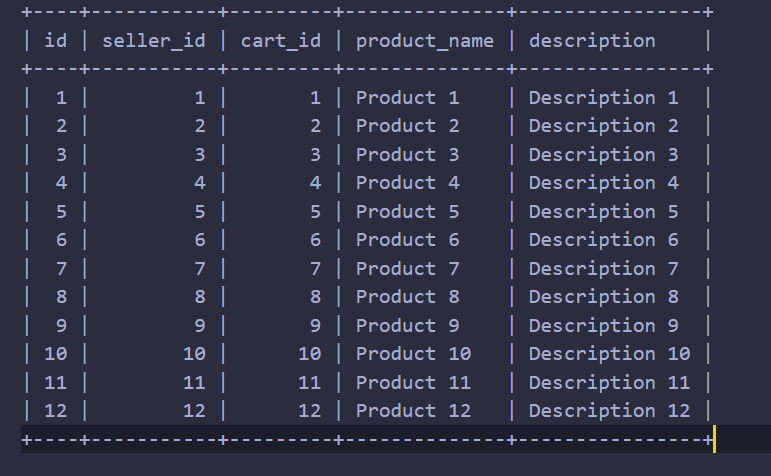 +----+-----------+---------+--------------+----------------+
| id | seller_id | cart_id | product_name | description    |
+----+-----------+---------+--------------+----------------+
|  1 |         1 |       1 | Product 1    | Description 1  |
|  2 |         2 |       2 | Product 2    | Description 2  |
|  3 |         3 |       3 | Product 3    | Description 3  |
|  4 |         4 |       4 | Product 4    | Description 4  |
|  5 |         5 |       5 | Product 5    | Description 5  |
|  6 |         6 |       6 | Product 6    | Description 6  |
|  7 |         7 |       7 | Product 7    | Description 7  |
|  8 |         8 |       8 | Product 8    | Description 8  |
|  9 |         9 |       9 | Product 9    | Description 9  |
| 10 |        10 |      10 | Product 10   | Description 10 |
| 11 |        11 |      11 | Product 11   | Description 11 |
| 12 |        12 |      12 | Product 12   | Description 12 |
+----+-----------+---------+--------------+----------------+